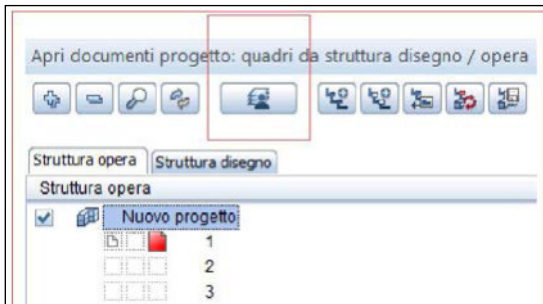 Apri documenti progetto: quadri da struttura disegno / opera
Struttura opera Struttura disegno
Struttura opera
Nuovo progetto
1
2
3